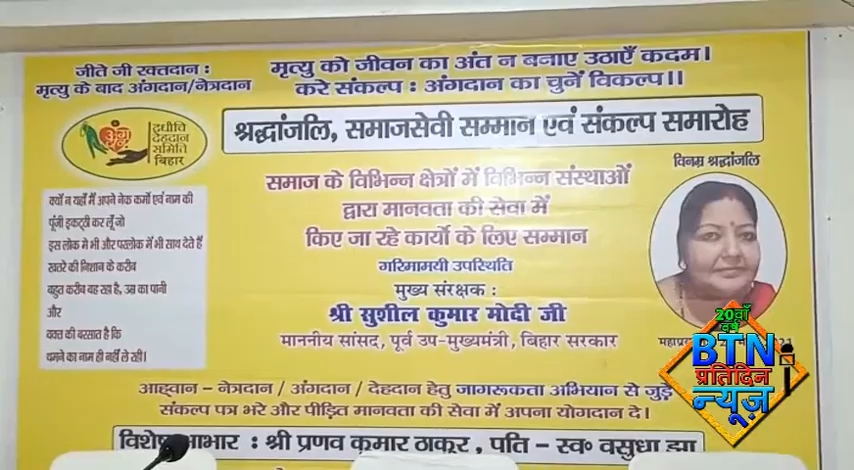 जीते जी रक्तदान :
मृत्यु के बाद अंगदान/नेत्रदान
मृत्यु को जीवन का अंत न बनाए उठाएँ कदम।
करे संकल्प : अंगदान का चुनें विकल्प।।
दधीचि
देहदान
समिति
बिहार
श्रद्धांजलि, समाजसेवी सम्मान एवं संकल्प समारोह
विनम्र श्रद्धांजलि
क्यों न यहाँ मैं अपने नेक कर्मो एवं नाम की
पूँजी इकट्ठी कर लूँ जो
इस लोक मे भी और परलोक में भी साथ देते हैं
खतरे की निशान के करीब
बहुत करीब बह रहा है, उम्र का पानी
और
वक्त की बरसात है कि
थमने का नाम ही नहीं ले रही।
समाज के विभिन्न क्षेत्रों में विभिन्न संस्थाओं
द्वारा मानवता की सेवा में
किए जा रहे कार्यो के लिए सम्मान
गरिमामयी उपस्थिति
मुख्य संरक्षक :
श्री सुशील कुमार मोदी जी
माननीय सांसद, पूर्व उप-मुख्यमंत्री, बिहार सरकार
20वाँ
वर्ष
BTN
प्रतिदिन
न्यूज़
आह्वान – नेत्रदान / अंगदान / देहदान हेतु जागरूकता अभियान से जुड़े
संकल्प पत्र भरे और पीड़ित मानवता की सेवा में अपना योगदान दे।
विशेष आभार : श्री प्रणव कुमार ठाकुर, पति – स्व० वसुधा झा